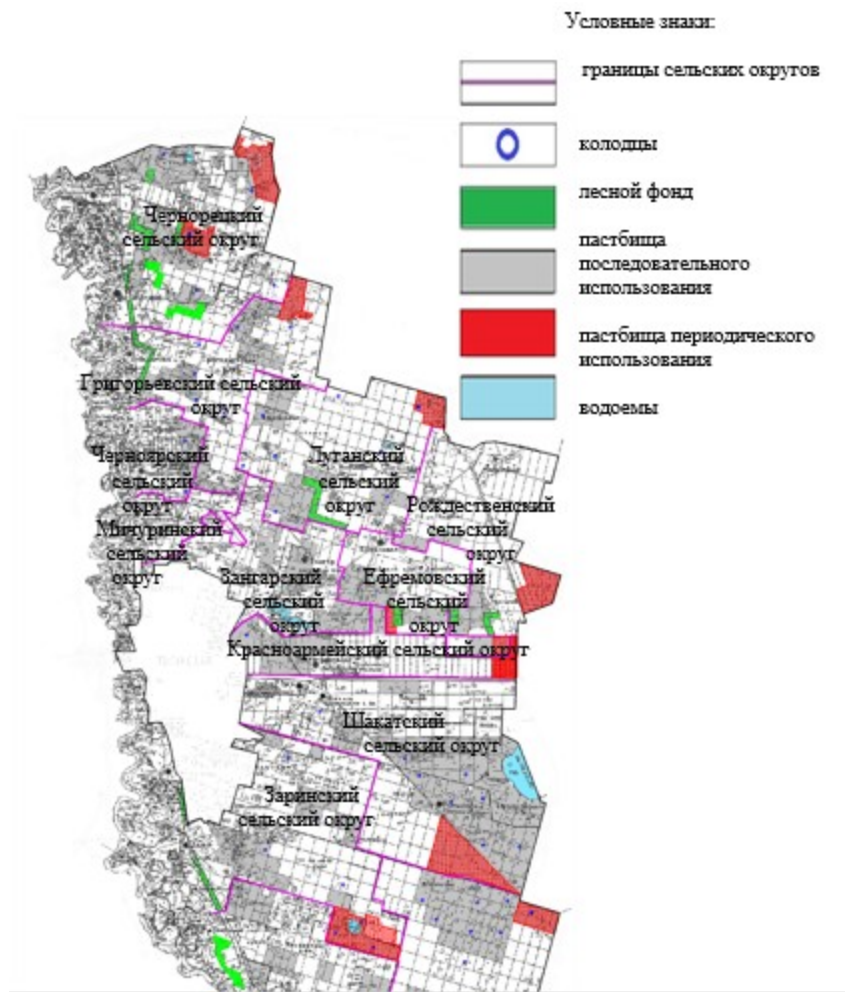 Условные знаки:
границы сельских округов
колодцы
лесной фонд
пастбища
последовательного
использования
пастбища периодического
использования
водоемы
Чернорецкий
сельский округ
Григорьевский сельский
округ
Черноярский
сельский
округ
Луганский
сельский
округ
Рождественский
сельский
округ
Мичуринский
сельский
округ
Зангарский
сельский
округ
Ефремовский
сельский
округ
Красноармейский сельский округ
Шакатский
сельский округ
Заринский
сельский округ